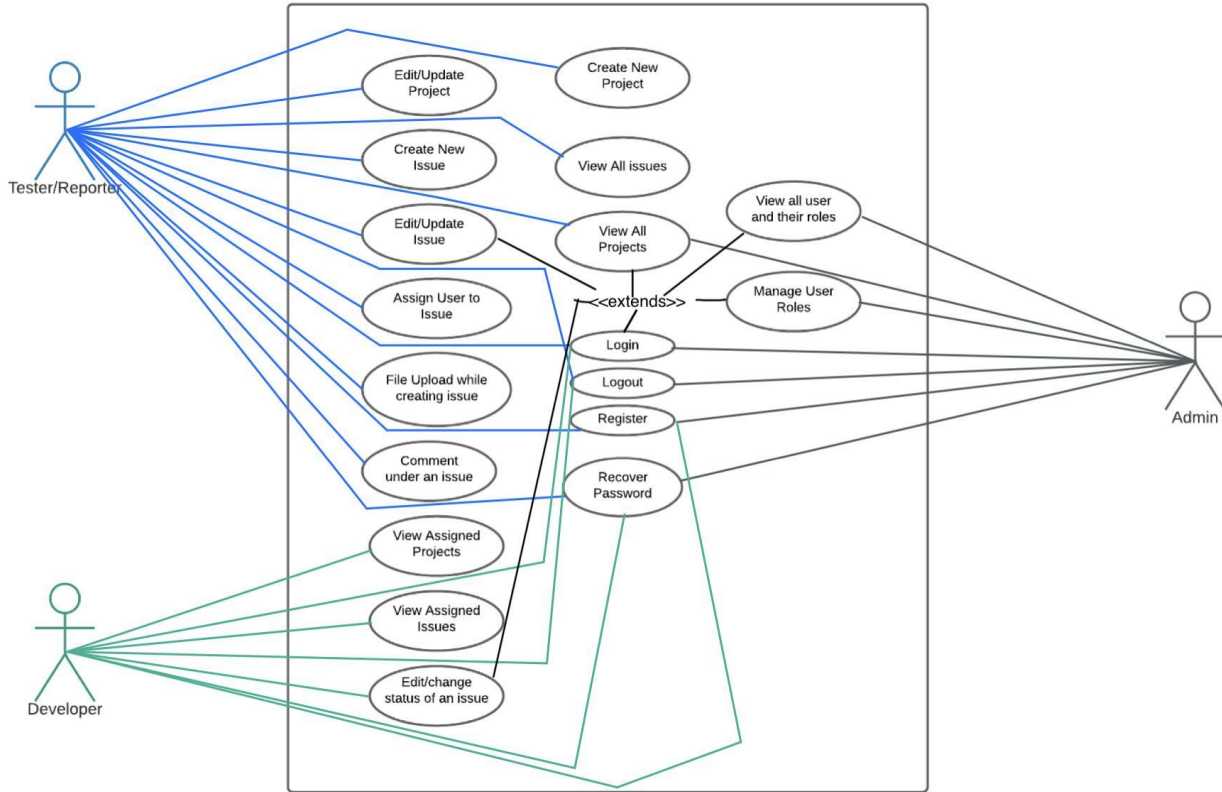 Edit/Update
Project
Create New
Project
Tester/Reporter
Create New
Issue
View All issues
Edit/Update
Issue
View All
Projects
View all user
and their roles
Assign User to
Issue
<<extends>>
Manage User
Roles
Login
Logout
File Upload while
creating issue
Register
Admin
Comment
under an issue
Recover
Password
View Assigned
Projects
View Assigned
Issues
Developer
Edit/change
status of an issue